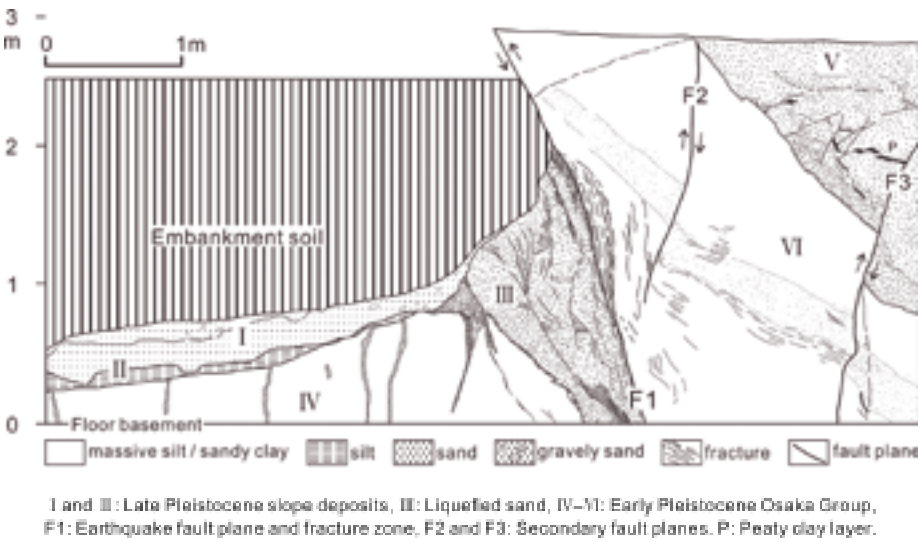 3
m
0 1m
V
F2
2
P
F3
Embankment soil
VI
1
III
I
II
IV
F1
0
Floor basement
massive silt / sandy clay silt sand gravely sand fracture fault plane
I and II: Late Pleistocene slope deposits, III: Liquefied sand, IV–VI: Early Pleistocene Osaka Group,
F1: Earthquake fault plane and fracture zone, F2 and F3: Secondary fault planes. P: Peaty clay layer.